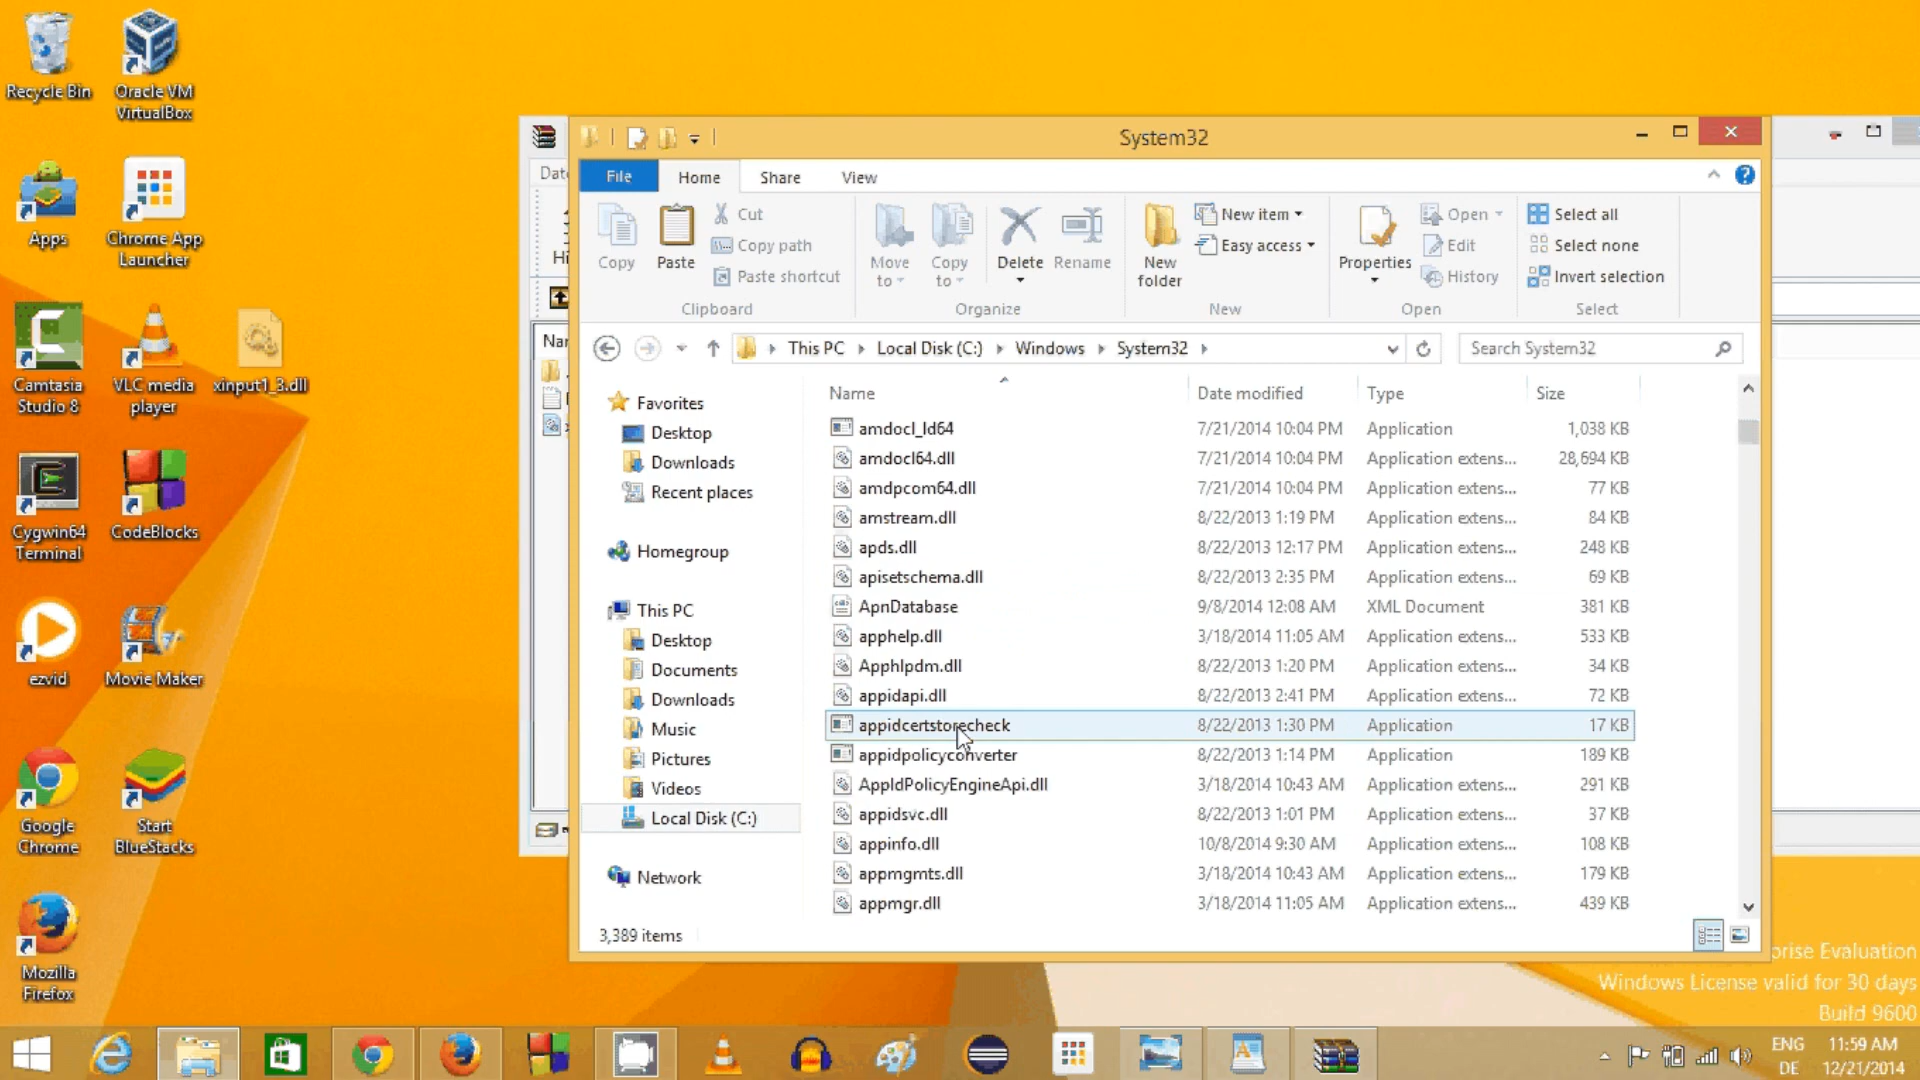 Recycle Bin
Oracle VM
VirtualBox
Apps
Chrome App
Launcher
Camtasia
Studio 8
VLC media
player
xinput1_3.dll
Cygwin64
Terminal
CodeBlocks
ezvid
Movie Maker
Google
Chrome
Start
BlueStacks
Mozilla
Firefox
System32
File
Home
Share
View
Copy
Paste
Cut
Copy path
Paste shortcut
Clipboard
Move
to
Copy
to
Delete
Rename
Organize
New
folder
New item
Easy access
New
Properties
Open
Edit
History
Open
Select all
Select none
Invert selection
Select
This PC
Local Disk (C:)
Windows
System32
Search System32
Favorites
Desktop
Downloads
Recent places
Homegroup
This PC
Desktop
Documents
Downloads
Music
Pictures
Videos
Local Disk (C:)
Network
Name Date modified Type Size
amdocl_ld64 7/21/2014 10:04 PM Application 1,038 KB
amdocl64.dll 7/21/2014 10:04 PM Application extens... 28,694 KB
amdpcom64.dll 7/21/2014 10:04 PM Application extens... 77 KB
amstream.dll 8/22/2013 1:19 PM Application extens... 84 KB
apds.dll 8/22/2013 12:17 PM Application extens... 248 KB
apisetschema.dll 8/22/2013 2:35 PM Application extens... 69 KB
ApnDatabase 9/8/2014 12:08 AM XML Document 381 KB
apphelp.dll 3/18/2014 11:05 AM Application extens... 533 KB
Apphlpdm.dll 8/22/2013 1:20 PM Application extens... 34 KB
appidapi.dll 8/22/2013 2:41 PM Application extens... 72 KB
appidcertstorecheck 8/22/2013 1:30 PM Application 17 KB
appidpolicyconverter 8/22/2013 1:14 PM Application 189 KB
AppIdPolicyEngineApi.dll 3/18/2014 10:43 AM Application extens... 291 KB
appidsvc.dll 8/22/2013 1:01 PM Application extens... 37 KB
appinfo.dll 10/8/2014 9:30 AM Application extens... 108 KB
appmgmts.dll 3/18/2014 10:43 AM Application extens... 179 KB
appmgr.dll 3/18/2014 11:05 AM Application extens... 439 KB
3,389 items
Evaluation
Windows License valid for 30 days
Build 9600
ENG
DE
11:59 AM
12/21/2014